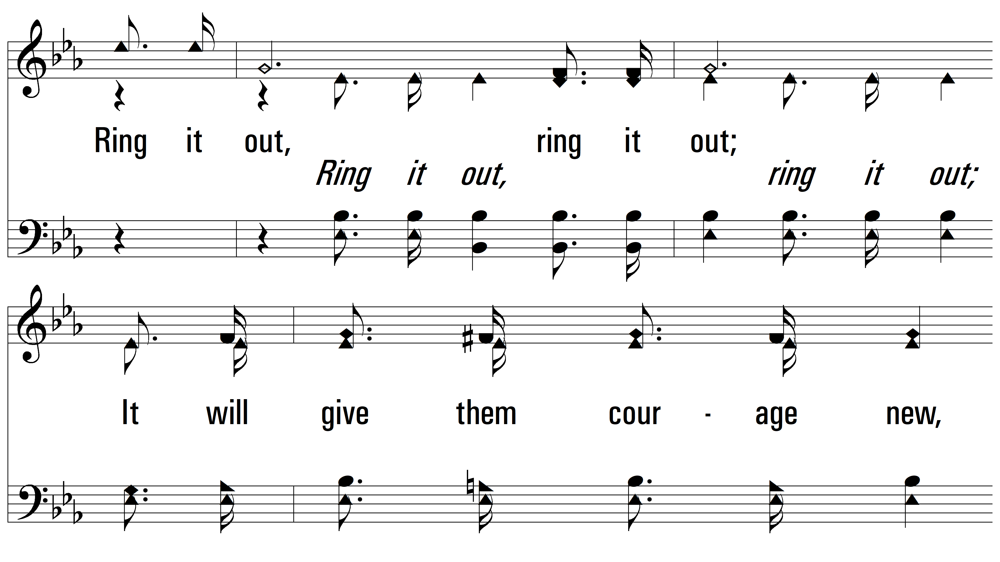 Ring it out, ring it out;
Ring it out, ring it out;
It will give them cour - age new,